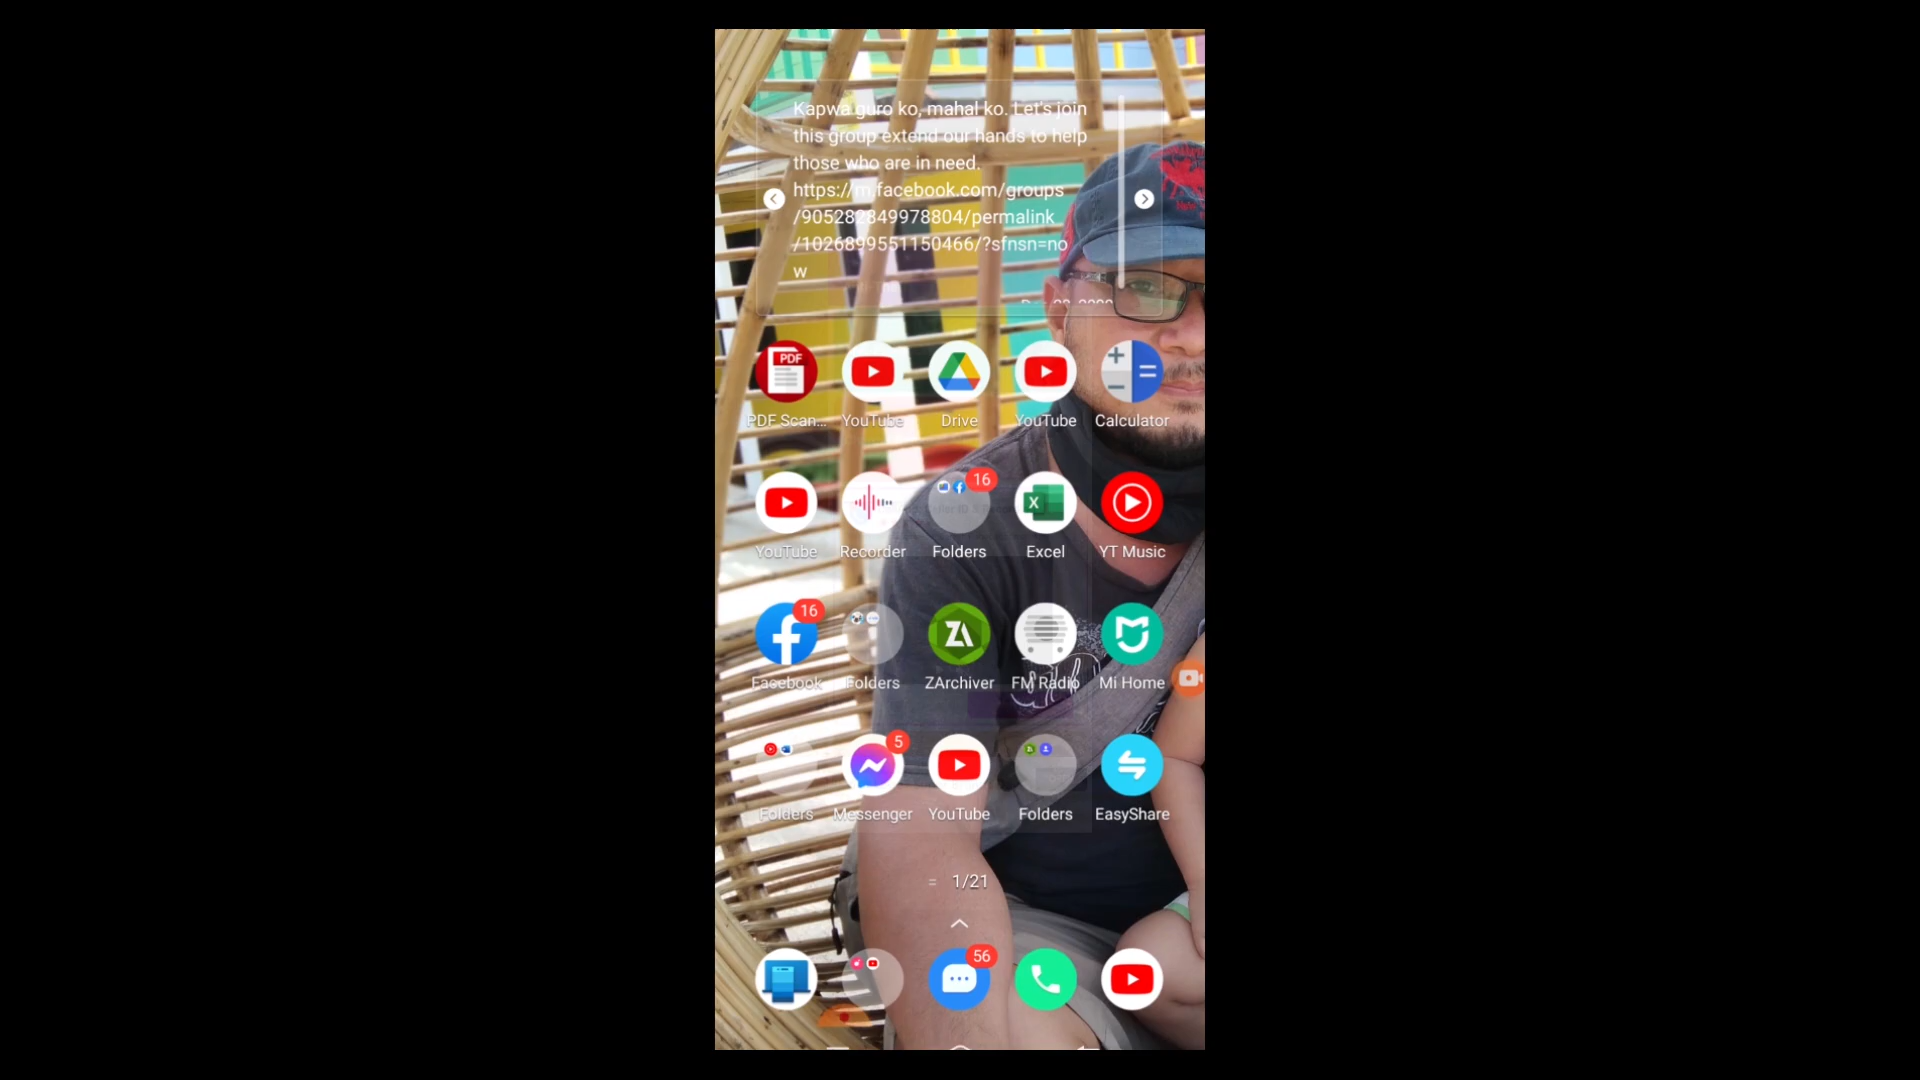 Kapwa guro ko, mahal ko. Let's join
this group extend our hands to help
those who are in need.
https://m.facebook.com/groups
/905282849978804/permalink
/1026899551150466/?sfnsn=no
w
PDF
PDF Scan... YouTube Drive YouTube Calculator
16
YouTube Recorder Folders Excel YT Music
16
Facebook Folders ZArchiver FM Radio Mi Home
5
Folders Messenger YouTube Folders EasyShare
1/21
56